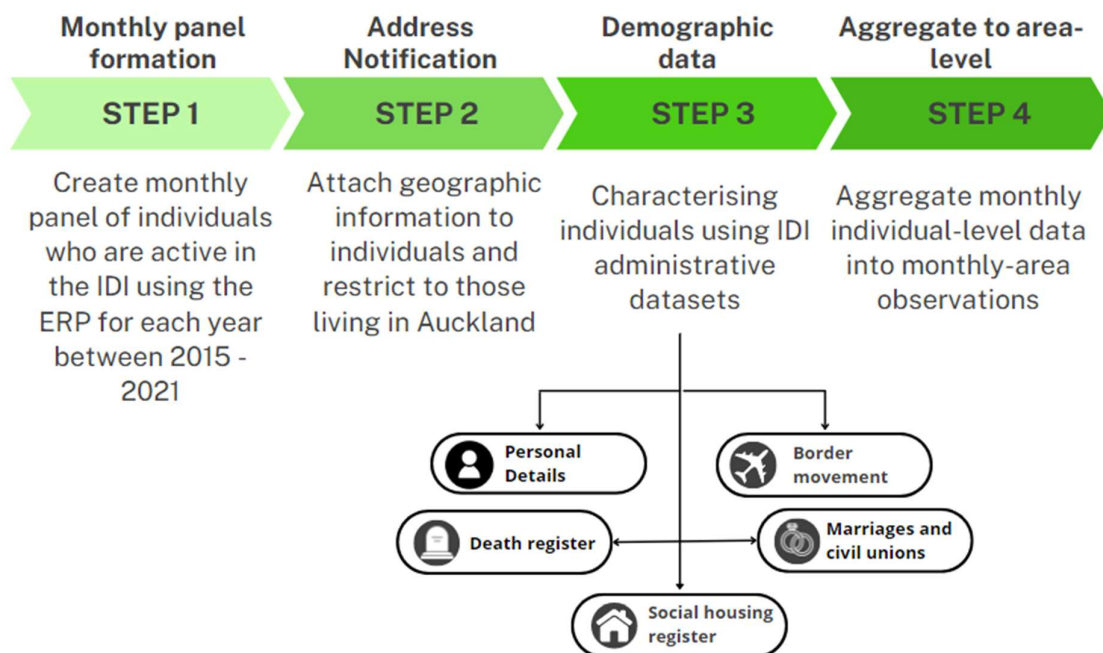 Monthly panel
formation
Address
Notification
Demographic
data
Aggregate to area-
level
STEP 1
STEP 2
STEP 3
STEP 4
Create monthly
panel of individuals
who are active in
the IDI using the
ERP for each year
between 2015 -
2021
Attach geographic
information to
individuals and
restrict to those
living in Auckland
Characterising
individuals using IDI
administrative
datasets
Aggregate monthly
individual-level data
into monthly-area
observations
Personal
Details
Border
movement
Death register
Marriages and
civil unions
Social housing
register